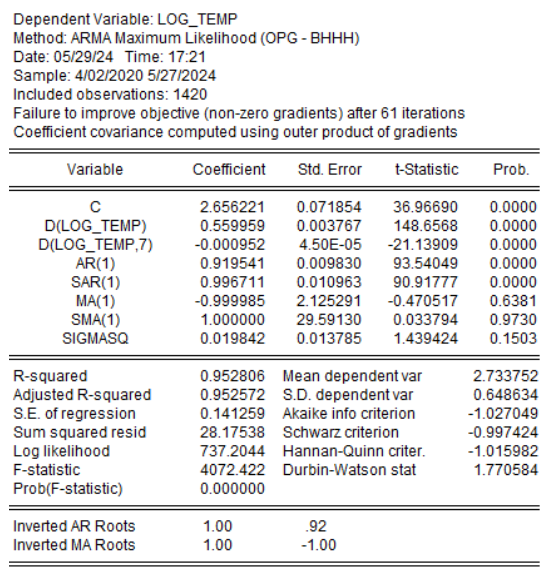 Dependent Variable: LOG_TEMP
Method: ARMA Maximum Likelihood (OPG - BHHH)
Date: 05/29/24 Time: 17:21
Sample: 4/02/2020 5/27/2024
Included observations: 1420
Failure to improve objective (non-zero gradients) after 61 iterations
Coefficient covariance computed using outer product of gradients
Variable Coefficient Std. Error t-Statistic Prob.
C 2.656221 0.071854 36.96690 0.0000
D(LOG_TEMP) 0.559959 0.003767 148.6568 0.0000
D(LOG_TEMP,7) -0.000952 4.50E-05 -21.13909 0.0000
AR(1) 0.919541 0.009830 93.54049 0.0000
SAR(1) 0.996711 0.010963 90.91777 0.0000
MA(1) -0.999985 2.125291 -0.470517 0.6381
SMA(1) 1.000000 29.59130 0.033794 0.9730
SIGMASQ 0.019842 0.013785 1.439424 0.1503
R-squared 0.952806 Mean dependent var 2.733752
Adjusted R-squared 0.952572 S.D. dependent var 0.648634
S.E. of regression 0.141259 Akaike info criterion -1.027049
Sum squared resid 28.17538 Schwarz criterion -0.997424
Log likelihood 737.2044 Hannan-Quinn criter. -1.015982
F-statistic 4072.422 Durbin-Watson stat 1.770584
Prob(F-statistic) 0.000000
Inverted AR Roots 1.00 .92
Inverted MA Roots 1.00 -1.00